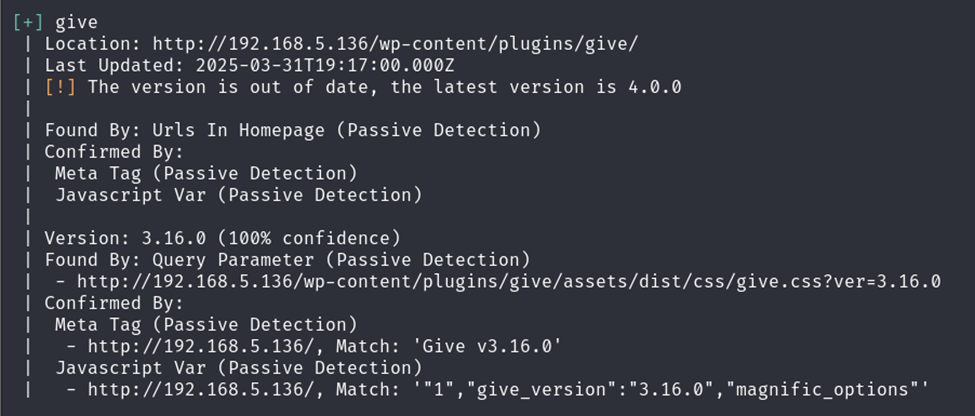 [+] give
| Location: http://192.168.5.136/wp-content/plugins/give/
| Last Updated: 2025-03-31T19:17:00.000Z
| [!] The version is out of date, the latest version is 4.0.0
|
| Found By: Urls In Homepage (Passive Detection)
| Confirmed By:
|  Meta Tag (Passive Detection)
|  Javascript Var (Passive Detection)
|
| Version: 3.16.0 (100% confidence)
| Found By: Query Parameter (Passive Detection)
|  - http://192.168.5.136/wp-content/plugins/give/assets/dist/css/give.css?ver=3.16.0
| Confirmed By:
|  Meta Tag (Passive Detection)
|   - http://192.168.5.136/, Match: 'Give v3.16.0'
|  Javascript Var (Passive Detection)
|   - http://192.168.5.136/, Match: '"1","give_version":"3.16.0","magnific_options"'